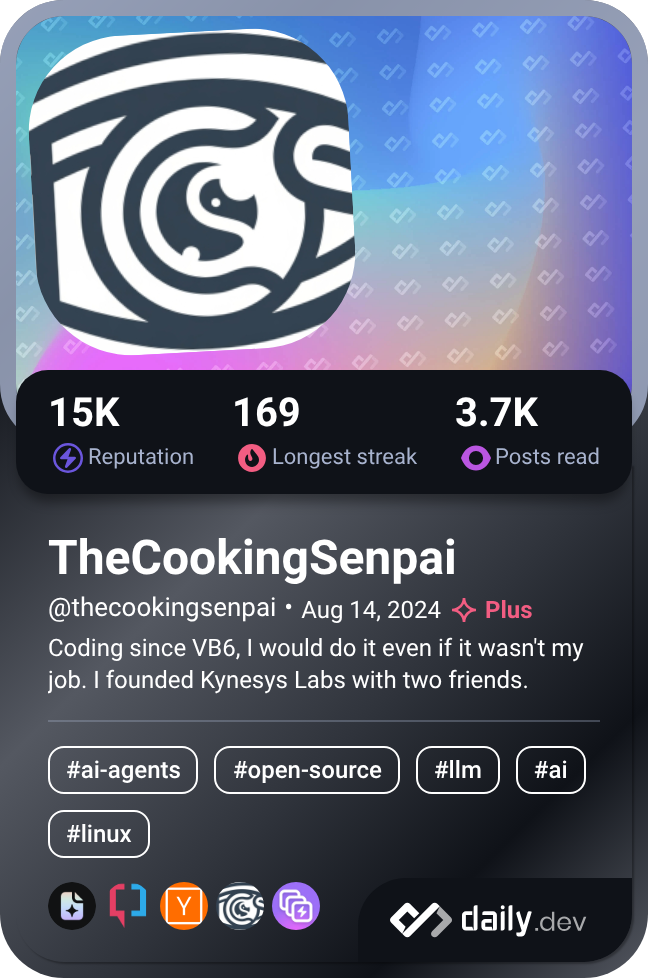 15K 169 3.7K
Reputation Longest streak Posts read
TheCookingSenpai
@thecookingsenpai • Aug 14, 2024 Plus
Coding since VB6, I would do it even if it wasn't my
job. I founded Kynesys Labs with two friends.
#ai-agents #open-source #llm #ai
#linux
Y
daily.dev